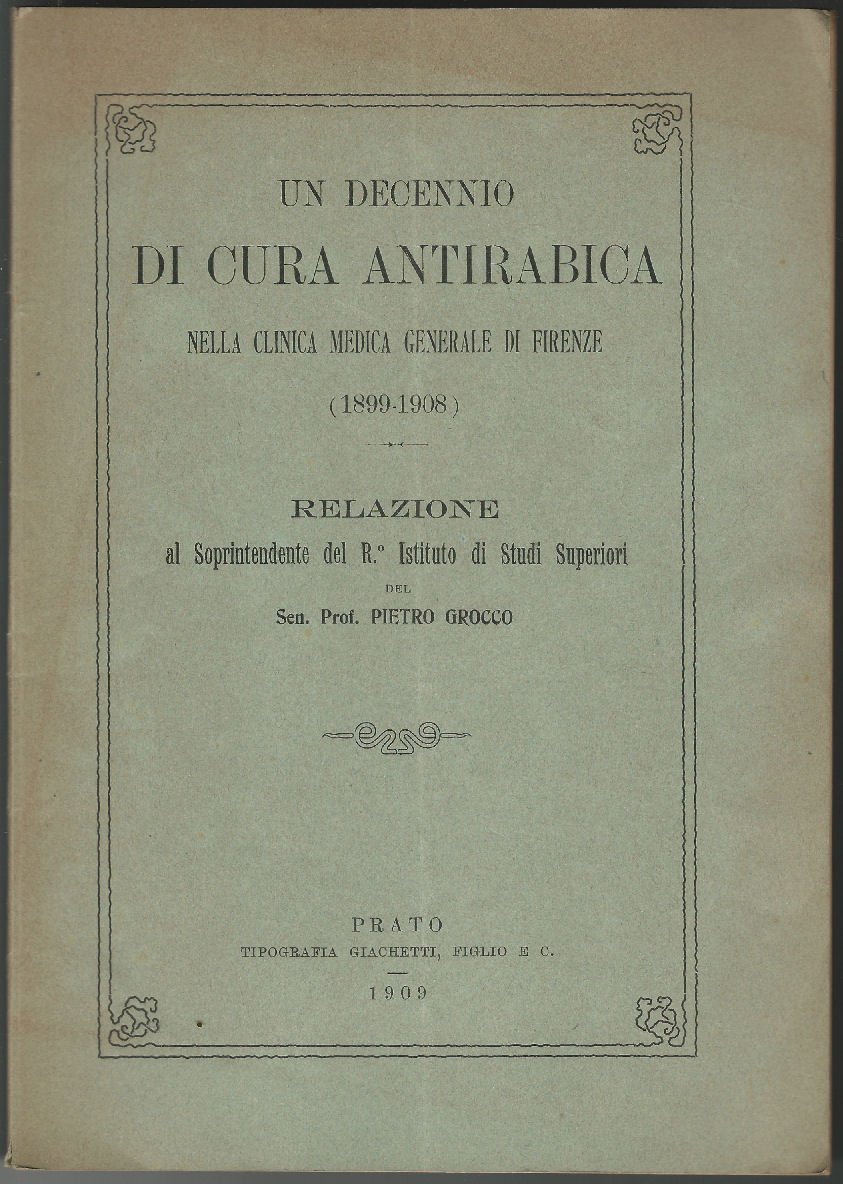 UN DECENNIO
DI CURA ANTIRABICA
NELLA CLINICA MEDICA GENERALE DI FIRENZE
(1899-1908)
RELAZIONE
al Soprintendente del R.º Istituto di Studi Superiori
DEL
Sen. Prof. PIETRO GROCCO
PRATO
TIPOGRAFIA GIACHETTI, FIGLIO E C.
1909